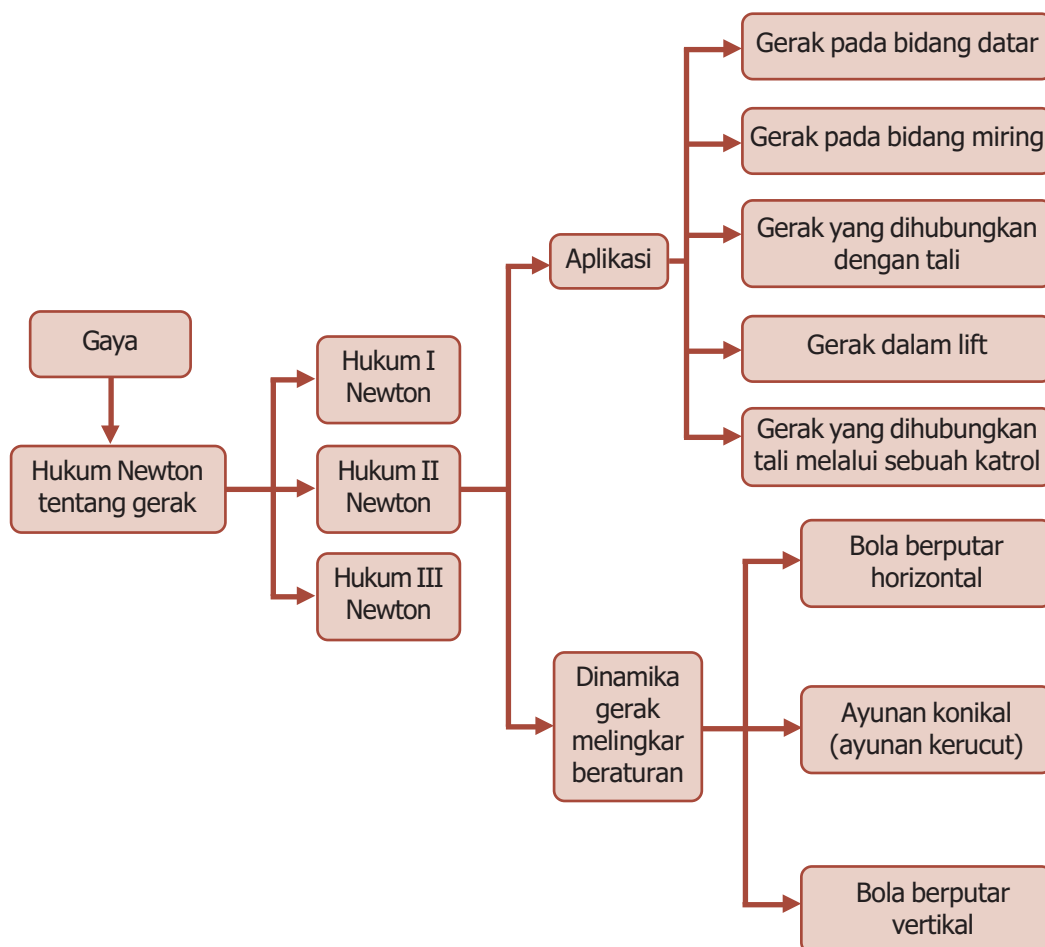 Gaya
Hukum Newton
tentang gerak
Hukum I
Newton
Hukum II
Newton
Hukum III
Newton
Aplikasi
Gerak pada bidang datar
Gerak pada bidang miring
Gerak yang dihubungkan
dengan tali
Gerak dalam lift
Gerak yang dihubungkan
tali melalui sebuah katrol
Dinamika
gerak
melingkar
beraturan
Bola berputar
horizontal
Ayunan konikal
(ayunan kerucut)
Bola berputar
vertikal